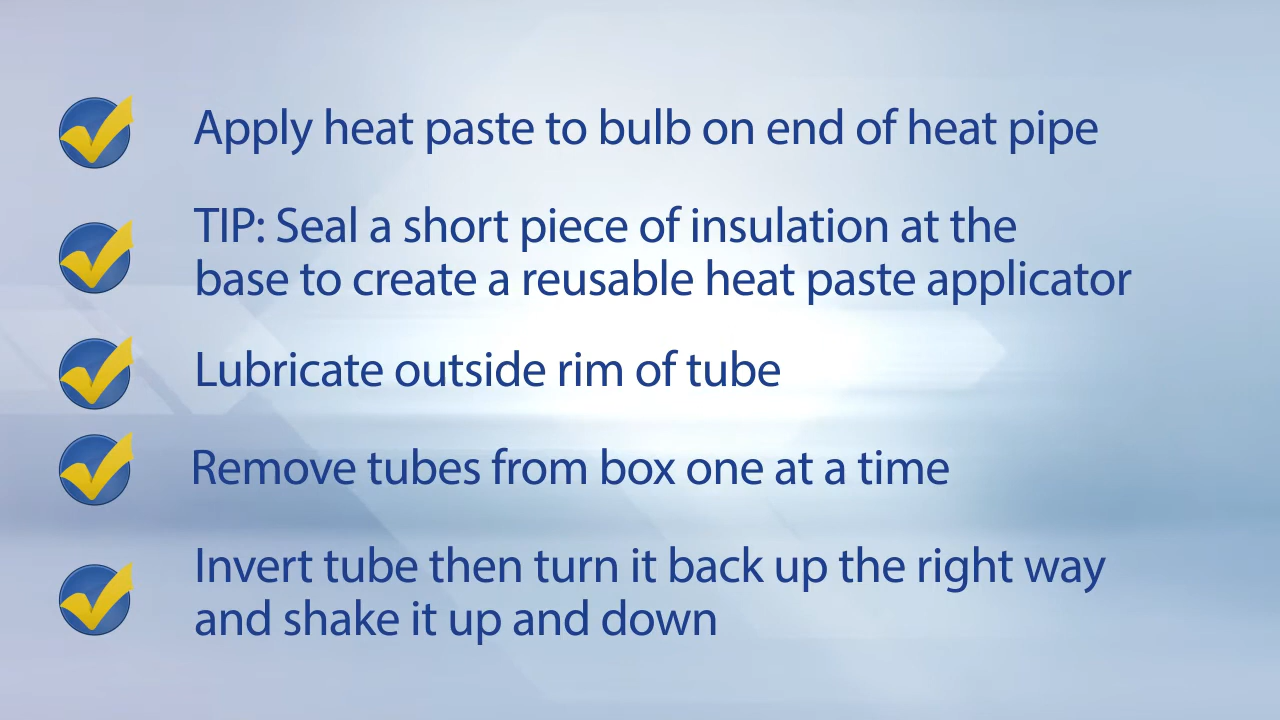 Apply heat paste to bulb on end of heat pipe
TIP: Seal a short piece of insulation at the
base to create a reusable heat paste applicator
Lubricate outside rim of tube
Remove tubes from box one at a time
Invert tube then turn it back up the right way
and shake it up and down